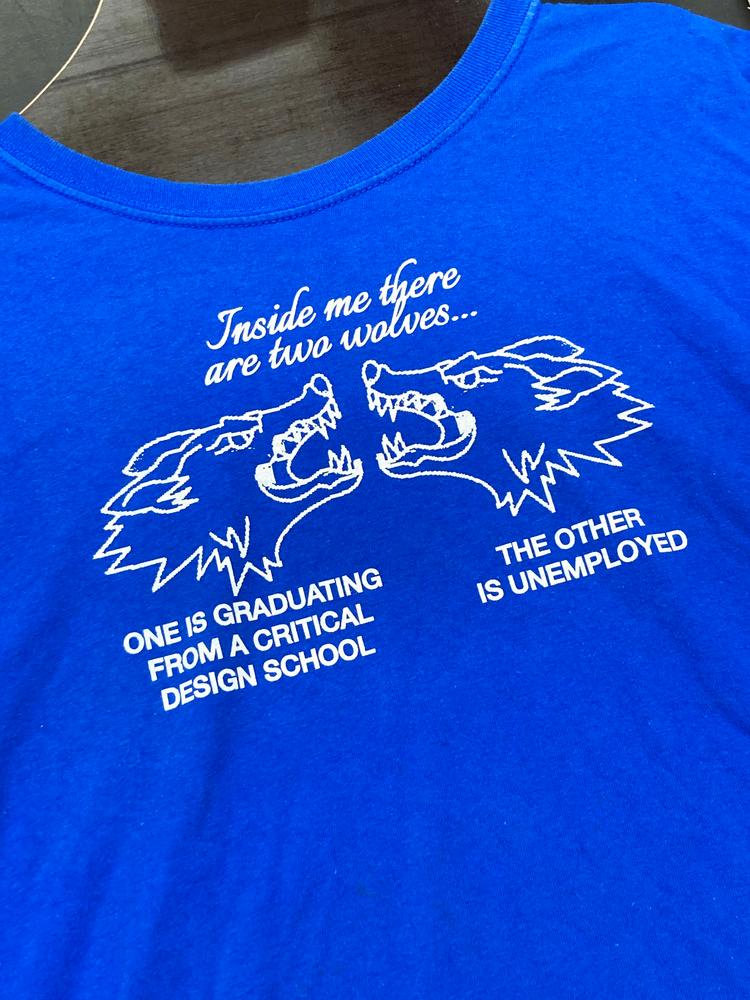 Inside me there
are two wolves...
ONE IS GRADUATING
FROM A CRITICAL
DESIGN SCHOOL
THE OTHER
IS UNEMPLOYED